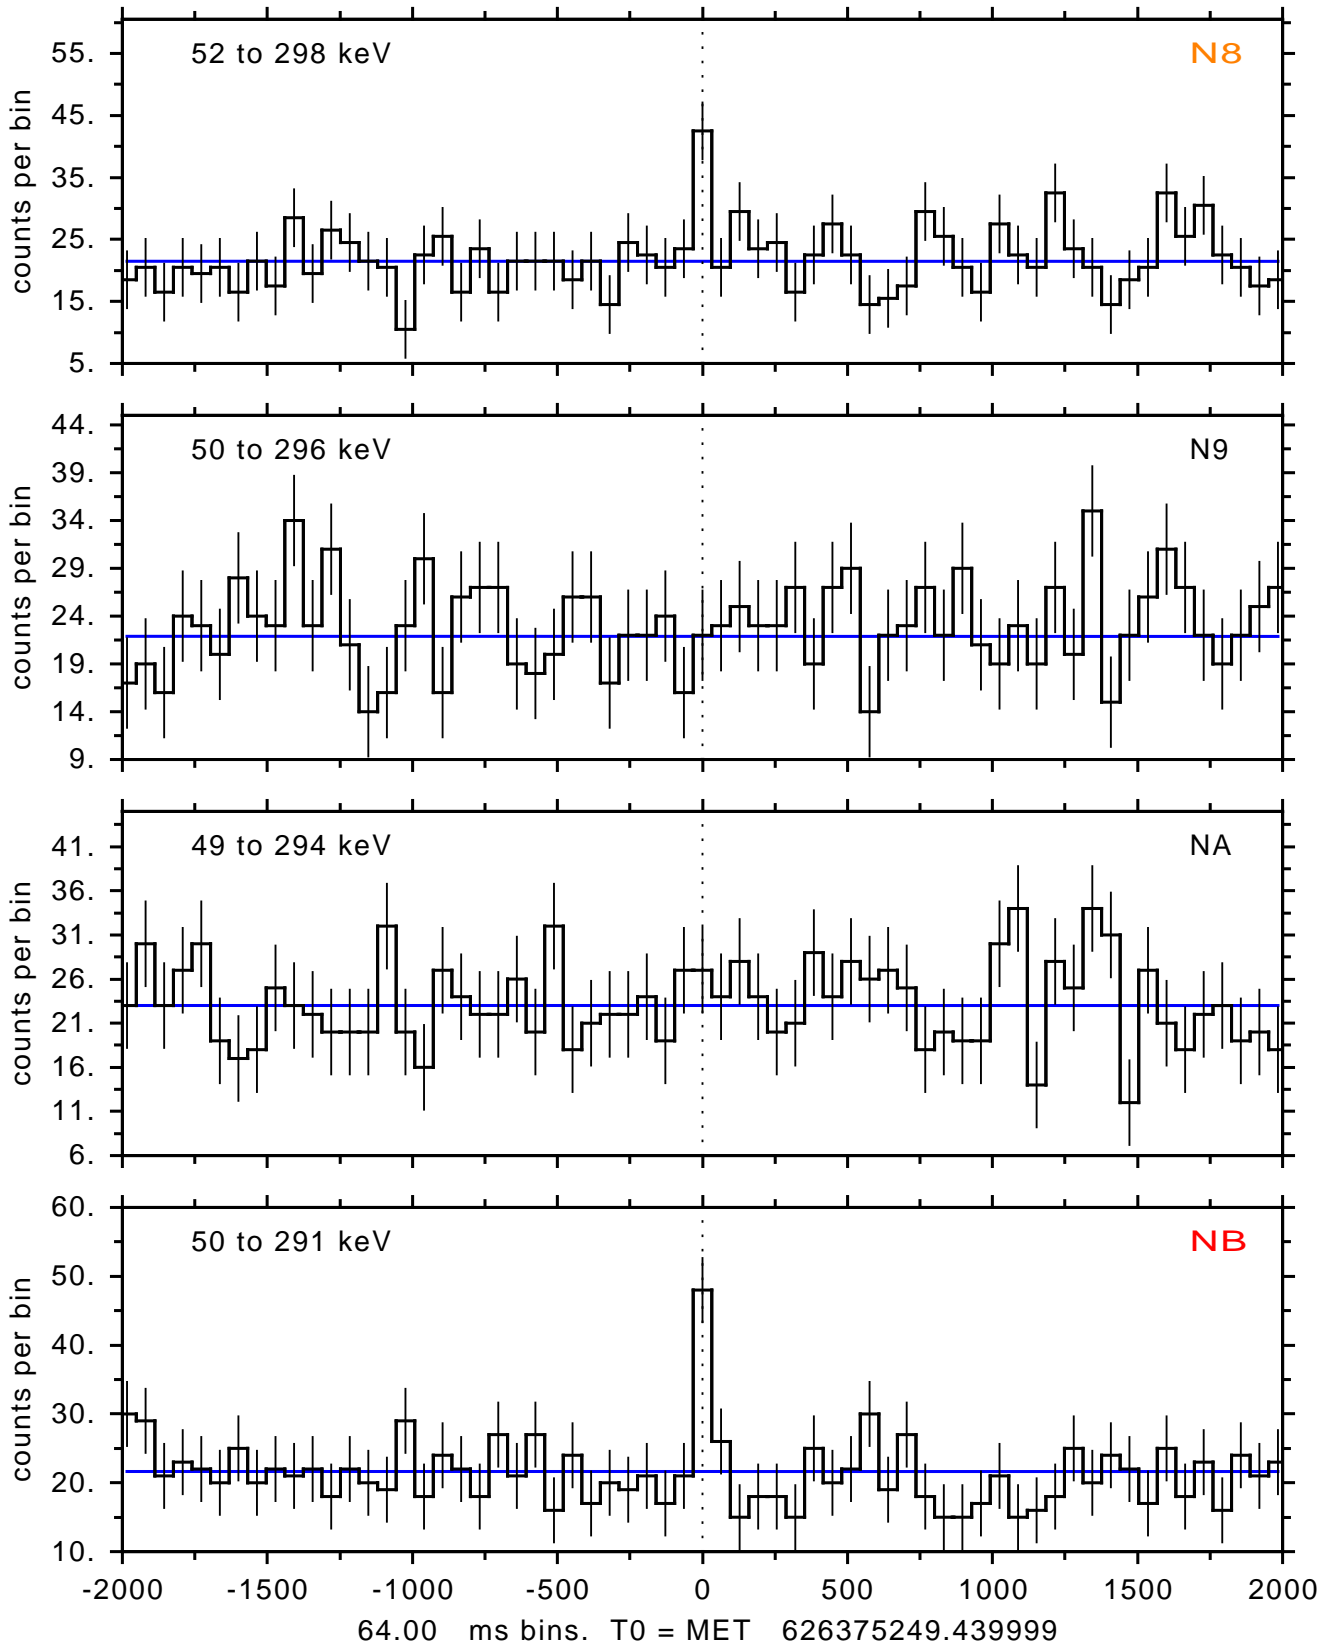 52 to 298 keV N8
55.
45.
35.
25.
15.
5.
counts per bin
50 to 296 keV N9
44.
39.
34.
29.
24.
19.
14.
9.
counts per bin
49 to 294 keV NA
41.
36.
31.
26.
21.
16.
11.
6.
counts per bin
50 to 291 keV NB
60.
50.
40.
30.
20.
10.
counts per bin
-2000 -1500 -1000 -500 0 500 1000 1500 2000
64.00 ms bins. T0 = MET 626375249.439999